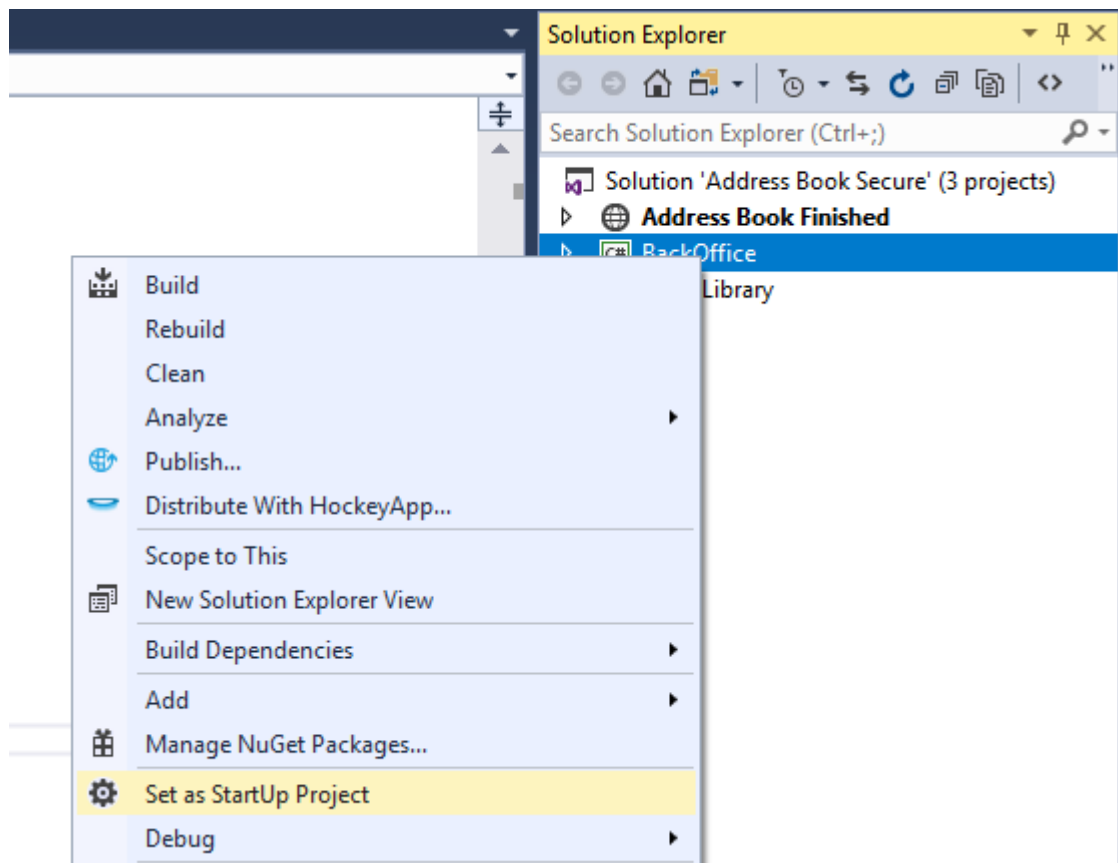 Solution Explorer
Search Solution Explorer (Ctrl+;)
Solution 'Address Book Secure' (3 projects)
Address Book Finished
C# BackOffice
Library
Build
Rebuild
Clean
Analyze
Publish...
Distribute With HockeyApp...
Scope to This
New Solution Explorer View
Build Dependencies
Add
Manage NuGet Packages...
Set as StartUp Project
Debug